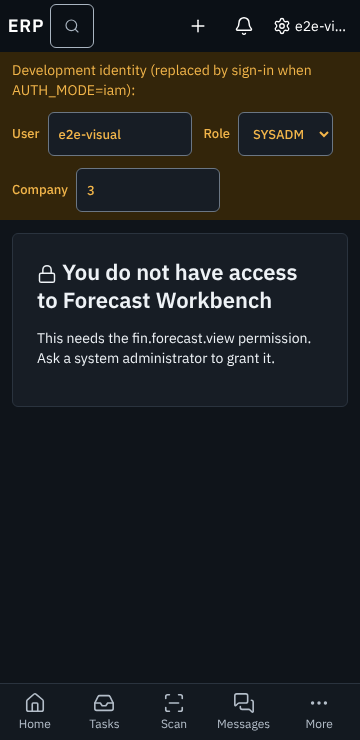 ERP
e2e-vi...
Development identity (replaced by sign-in when
AUTH_MODE=iam):
User e2e-visual Role SYSADM
Company 3
You do not have access
to Forecast Workbench
This needs the fin.forecast.view permission.
Ask a system administrator to grant it.
Home Tasks Scan Messages More